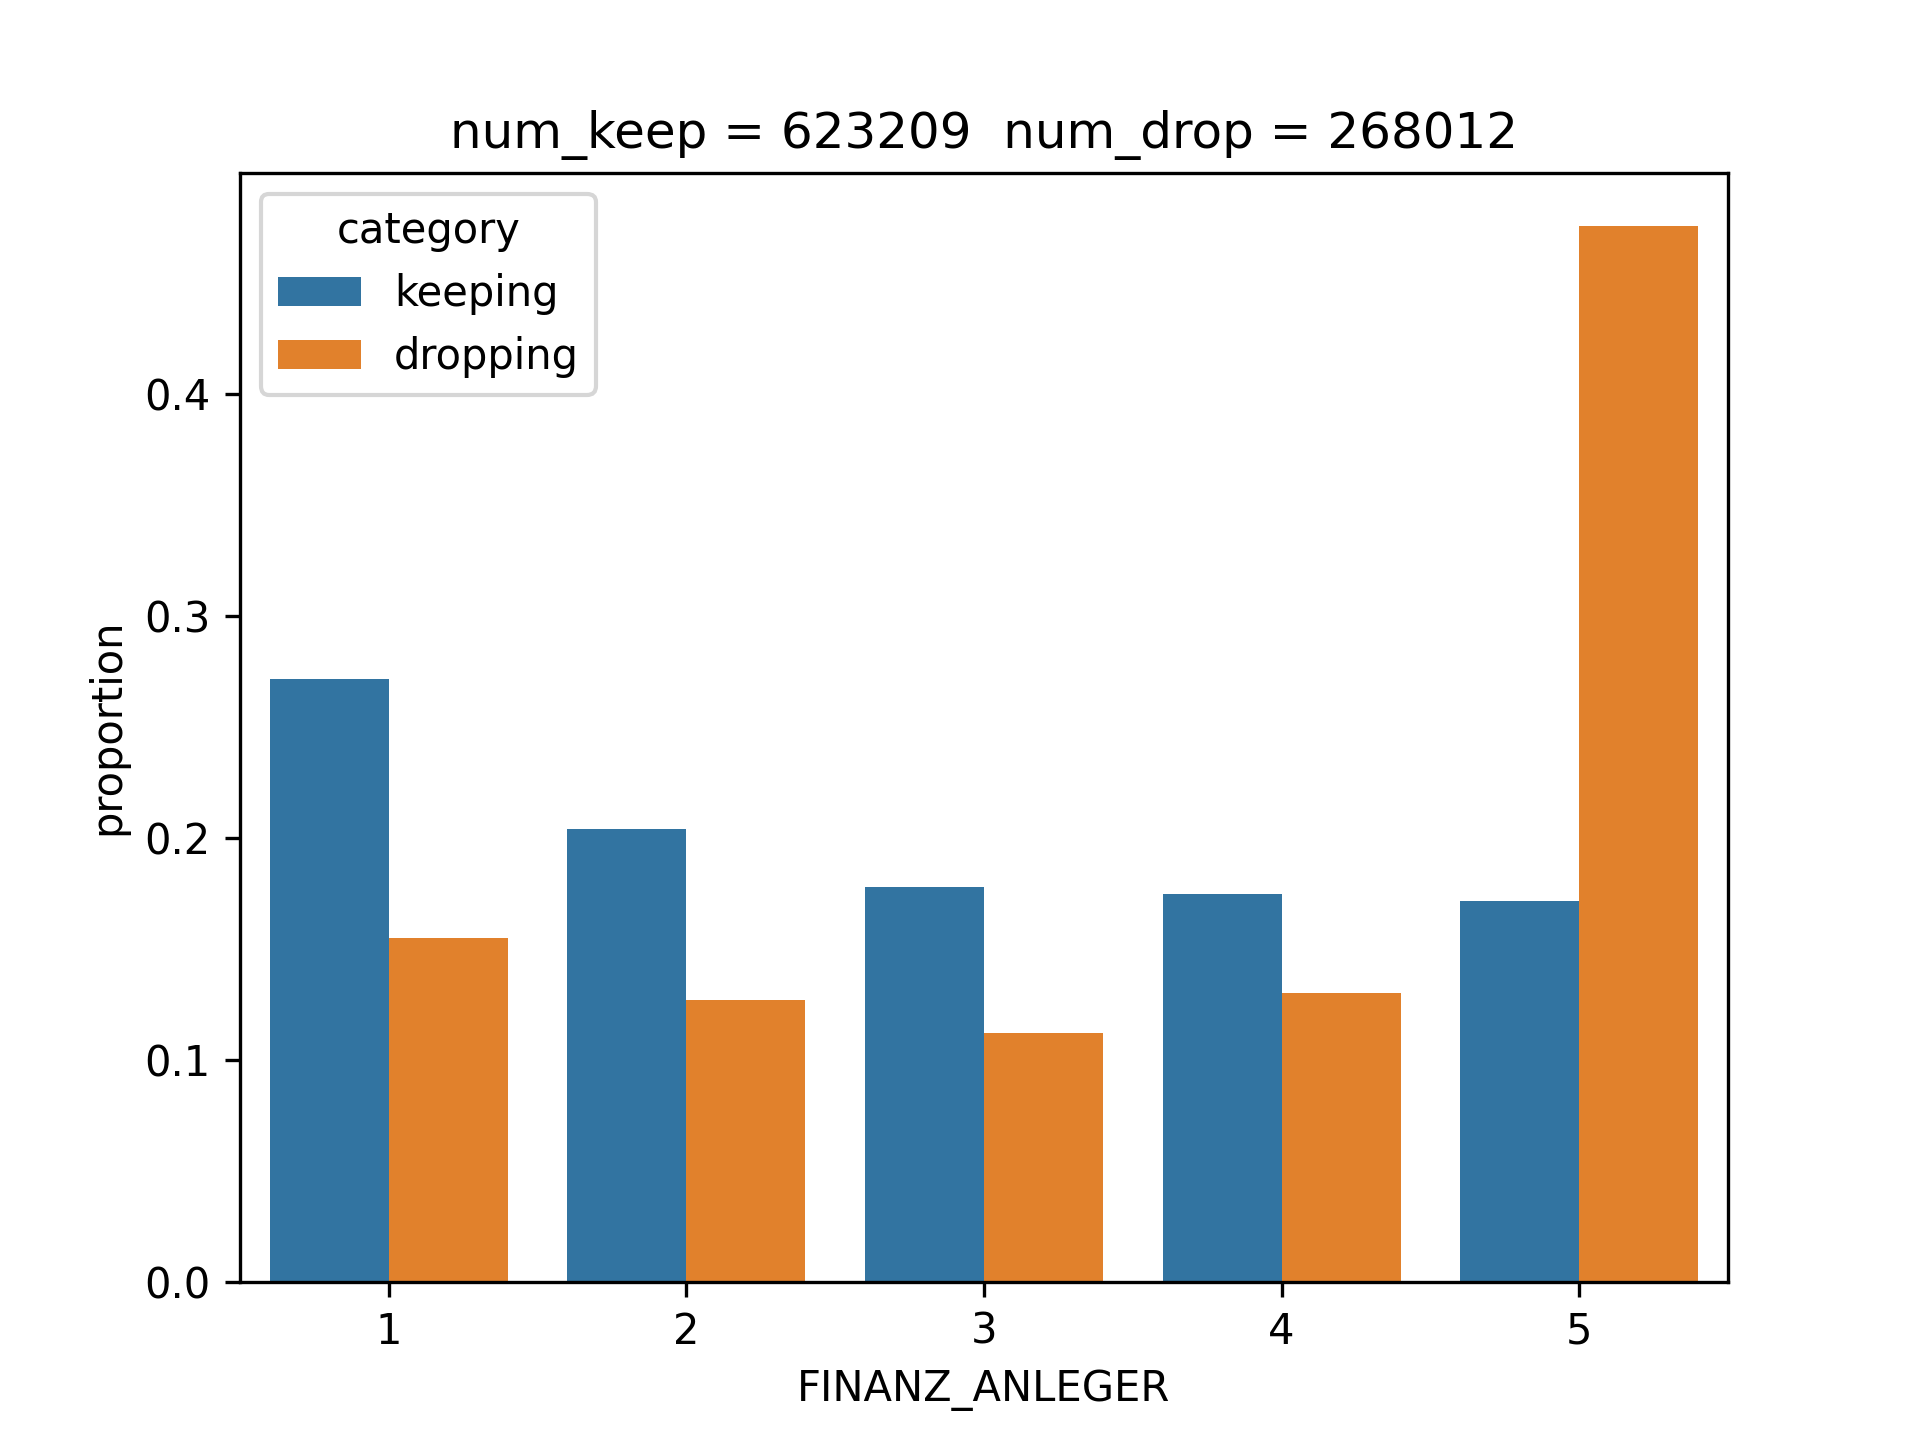 num_keep = 623209  num_drop = 268012
category
keeping
dropping
0.4
0.3
0.2
0.1
0.0
proportion
1 2 3 4 5
FINANZ_ANLEGER